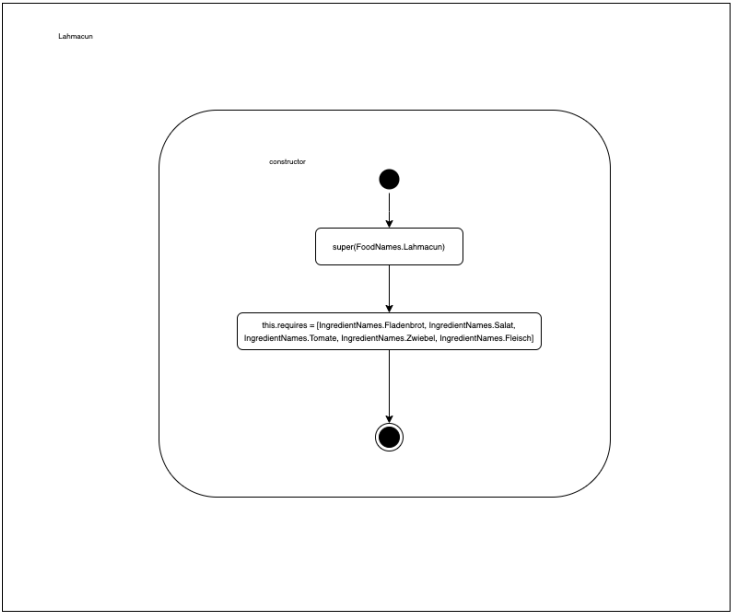 Lahmacun
constructor
super(FoodNames.Lahmacun)
this.requires = [IngredientNames.Fladenbrot, IngredientNames.Salat,
IngredientNames.Tomate, IngredientNames.Zwiebel, IngredientNames.Fleisch]